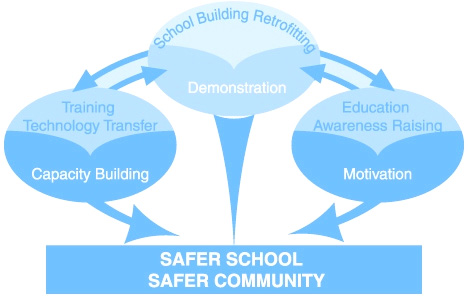 School Building Retrofitting
Demonstration
Training
Technology Transfer
Capacity Building
Education
Awareness Raising
Motivation
SAFER SCHOOL
SAFER COMMUNITY